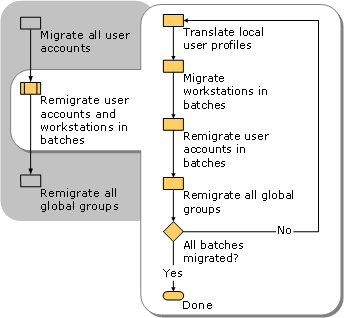 Migrate all user
accounts
Remigrate user
accounts and
workstations in
batches
Remigrate all
global groups
Translate local
user profiles
Migrate
workstations in
batches
Remigrate user
accounts in
batches
Remigrate all global
groups
All batches
migrated?
No
Yes
Done